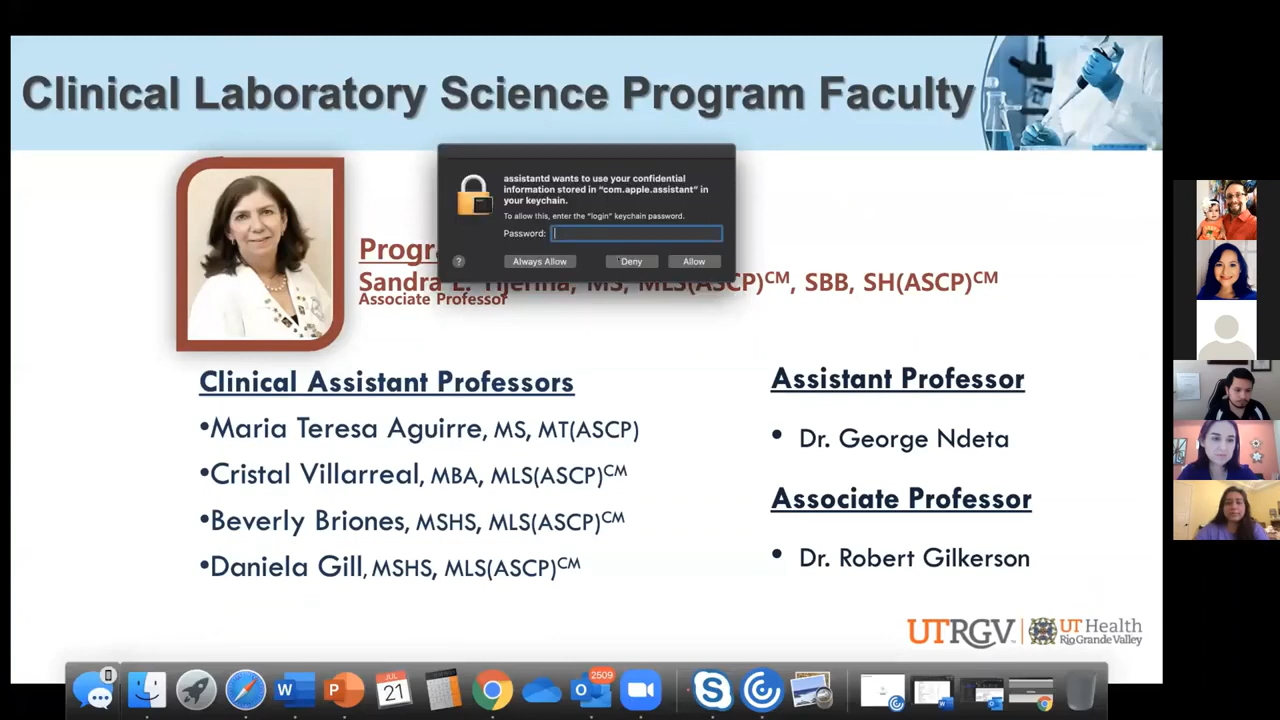 Clinical Laboratory Science Program Faculty
assistantd wants to use your confidential
information stored in "com.apple.assistant" in
your keychain.
To allow this, enter the "login" keychain password.
Password:
? Always Allow Deny Allow
Sandra MS, MLS(ASCP)CM, SBB, SH(ASCP)CM
Associate Professor
Clinical Assistant Professors
•Maria Teresa Aguirre, MS, MT(ASCP)
•Cristal Villarreal, MBA, MLS(ASCP)CM
•Beverly Briones, MSHS, MLS(ASCP)CM
•Daniela Gill, MSHS, MLS(ASCP)CM
Assistant Professor
• Dr. George Ndeta
Associate Professor
• Dr. Robert Gilkerson
UTRGV
UT Health
Rio Grande Valley
JUL
21
2509